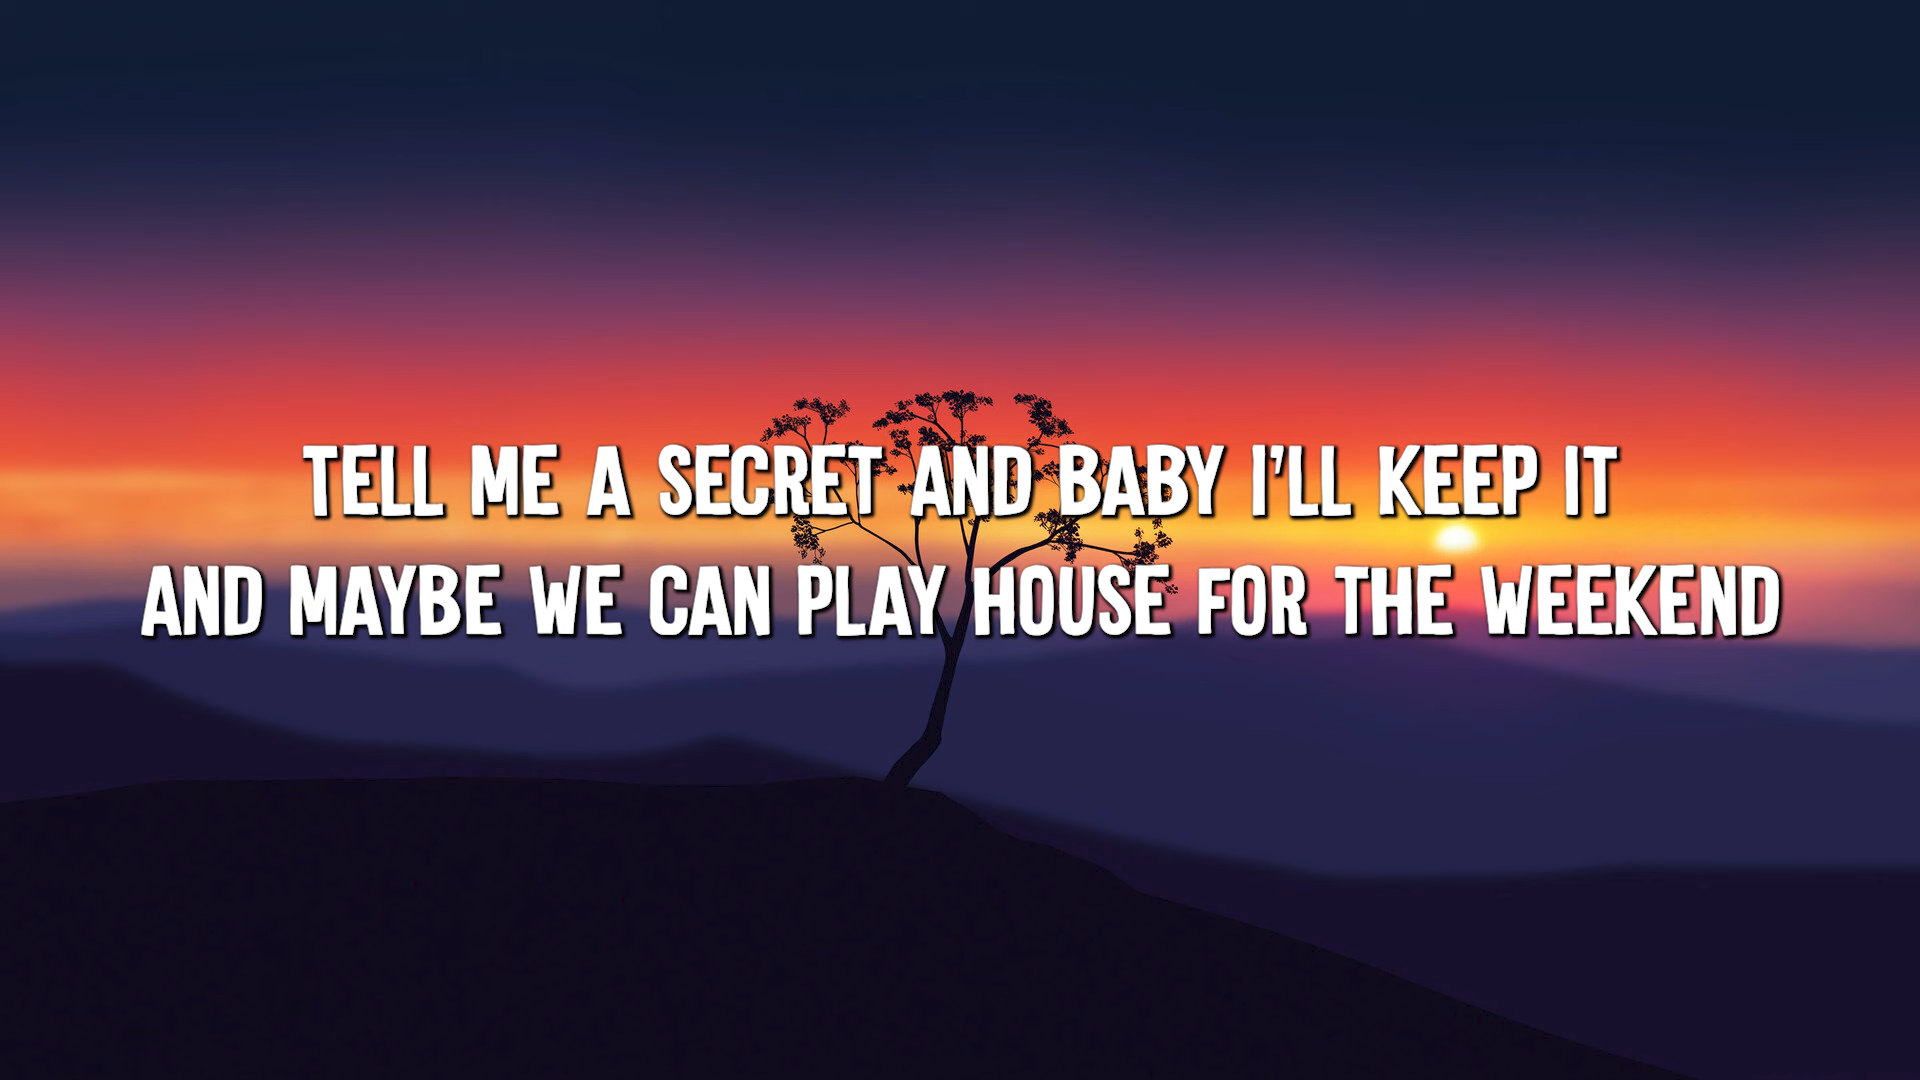 TELL ME A SECRET AND BABY I'LL KEEP IT
AND MAYBE WE CAN PLAY HOUSE FOR THE WEEKEND